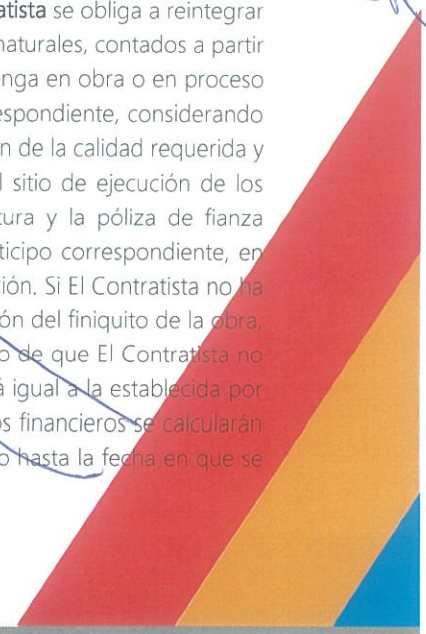 atista se obliga a reintegrar
naturales, contados a partir
nga en obra o en proceso
espondiente, considerando
n de la calidad requerida y
l sitio de ejecución de los
tura y la póliza de fianza
ticipo correspondiente, en
ción. Si El Contratista no ha
ón del finiquito de la obra,
o de que El Contratista no
á igual a la establecida por
os financieros se calcularán
o hasta la fecha en que se